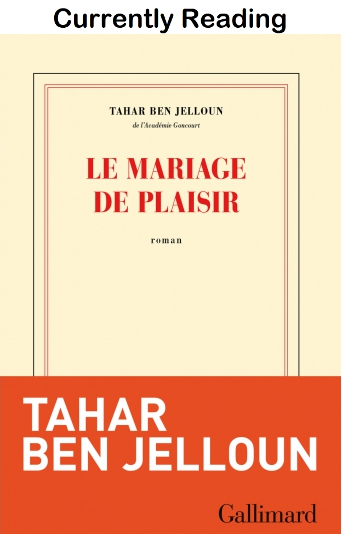 Currently Reading
TAHAR BEN JELLOUN
de l'Académie Goncourt
LE MARIAGE
DE PLAISIR
roman
TAHAR
BEN JELLOUN
Gallimard